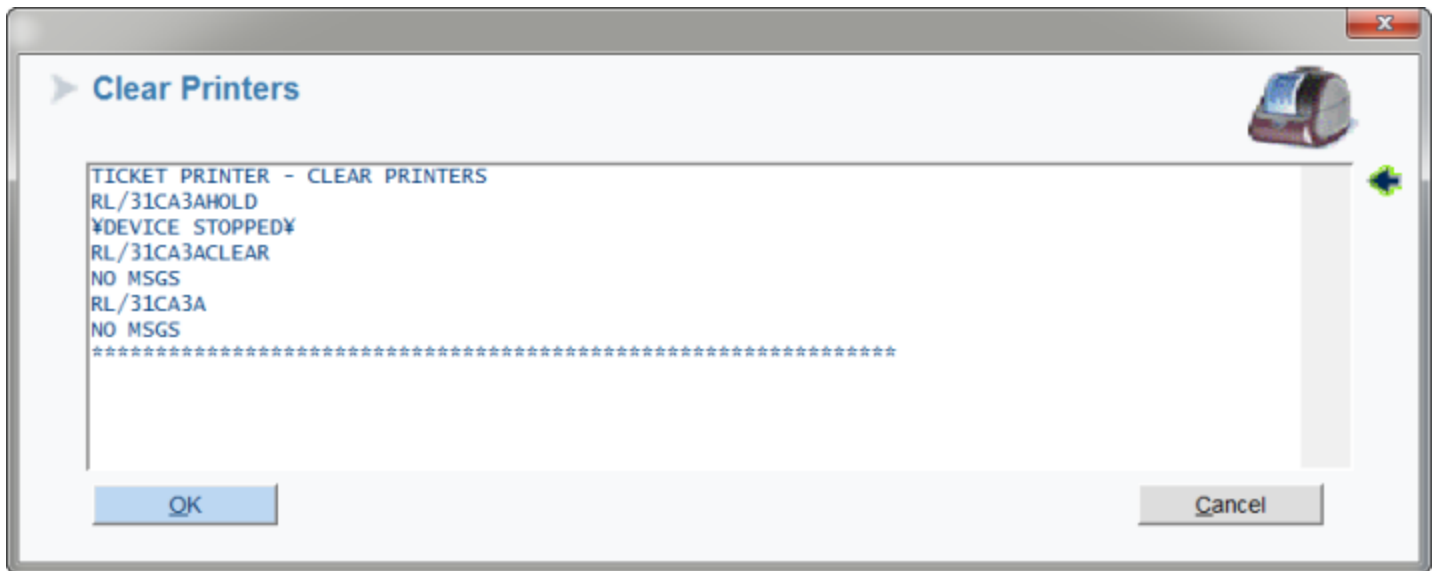 Clear Printers
TICKET PRINTER - CLEAR PRINTERS
RL/31CA3AHOLD
¥DEVICE STOPPED¥
RL/31CA3ACLEAR
NO MSGS
RL/31CA3A
NO MSGS
***************************************************************
OK
Cancel